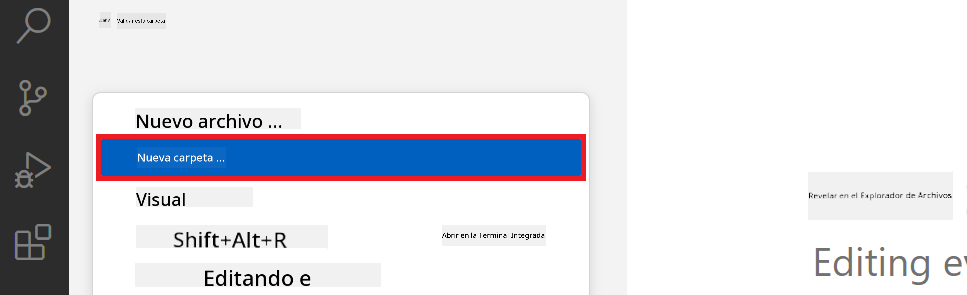 Nuevo archivo ...
Nueva carpeta ...
Visual
Shift+Alt+R
Abrir en la Terminal Integrada
Editando e
Revelar en el Explorador de Archivos
Editing ev